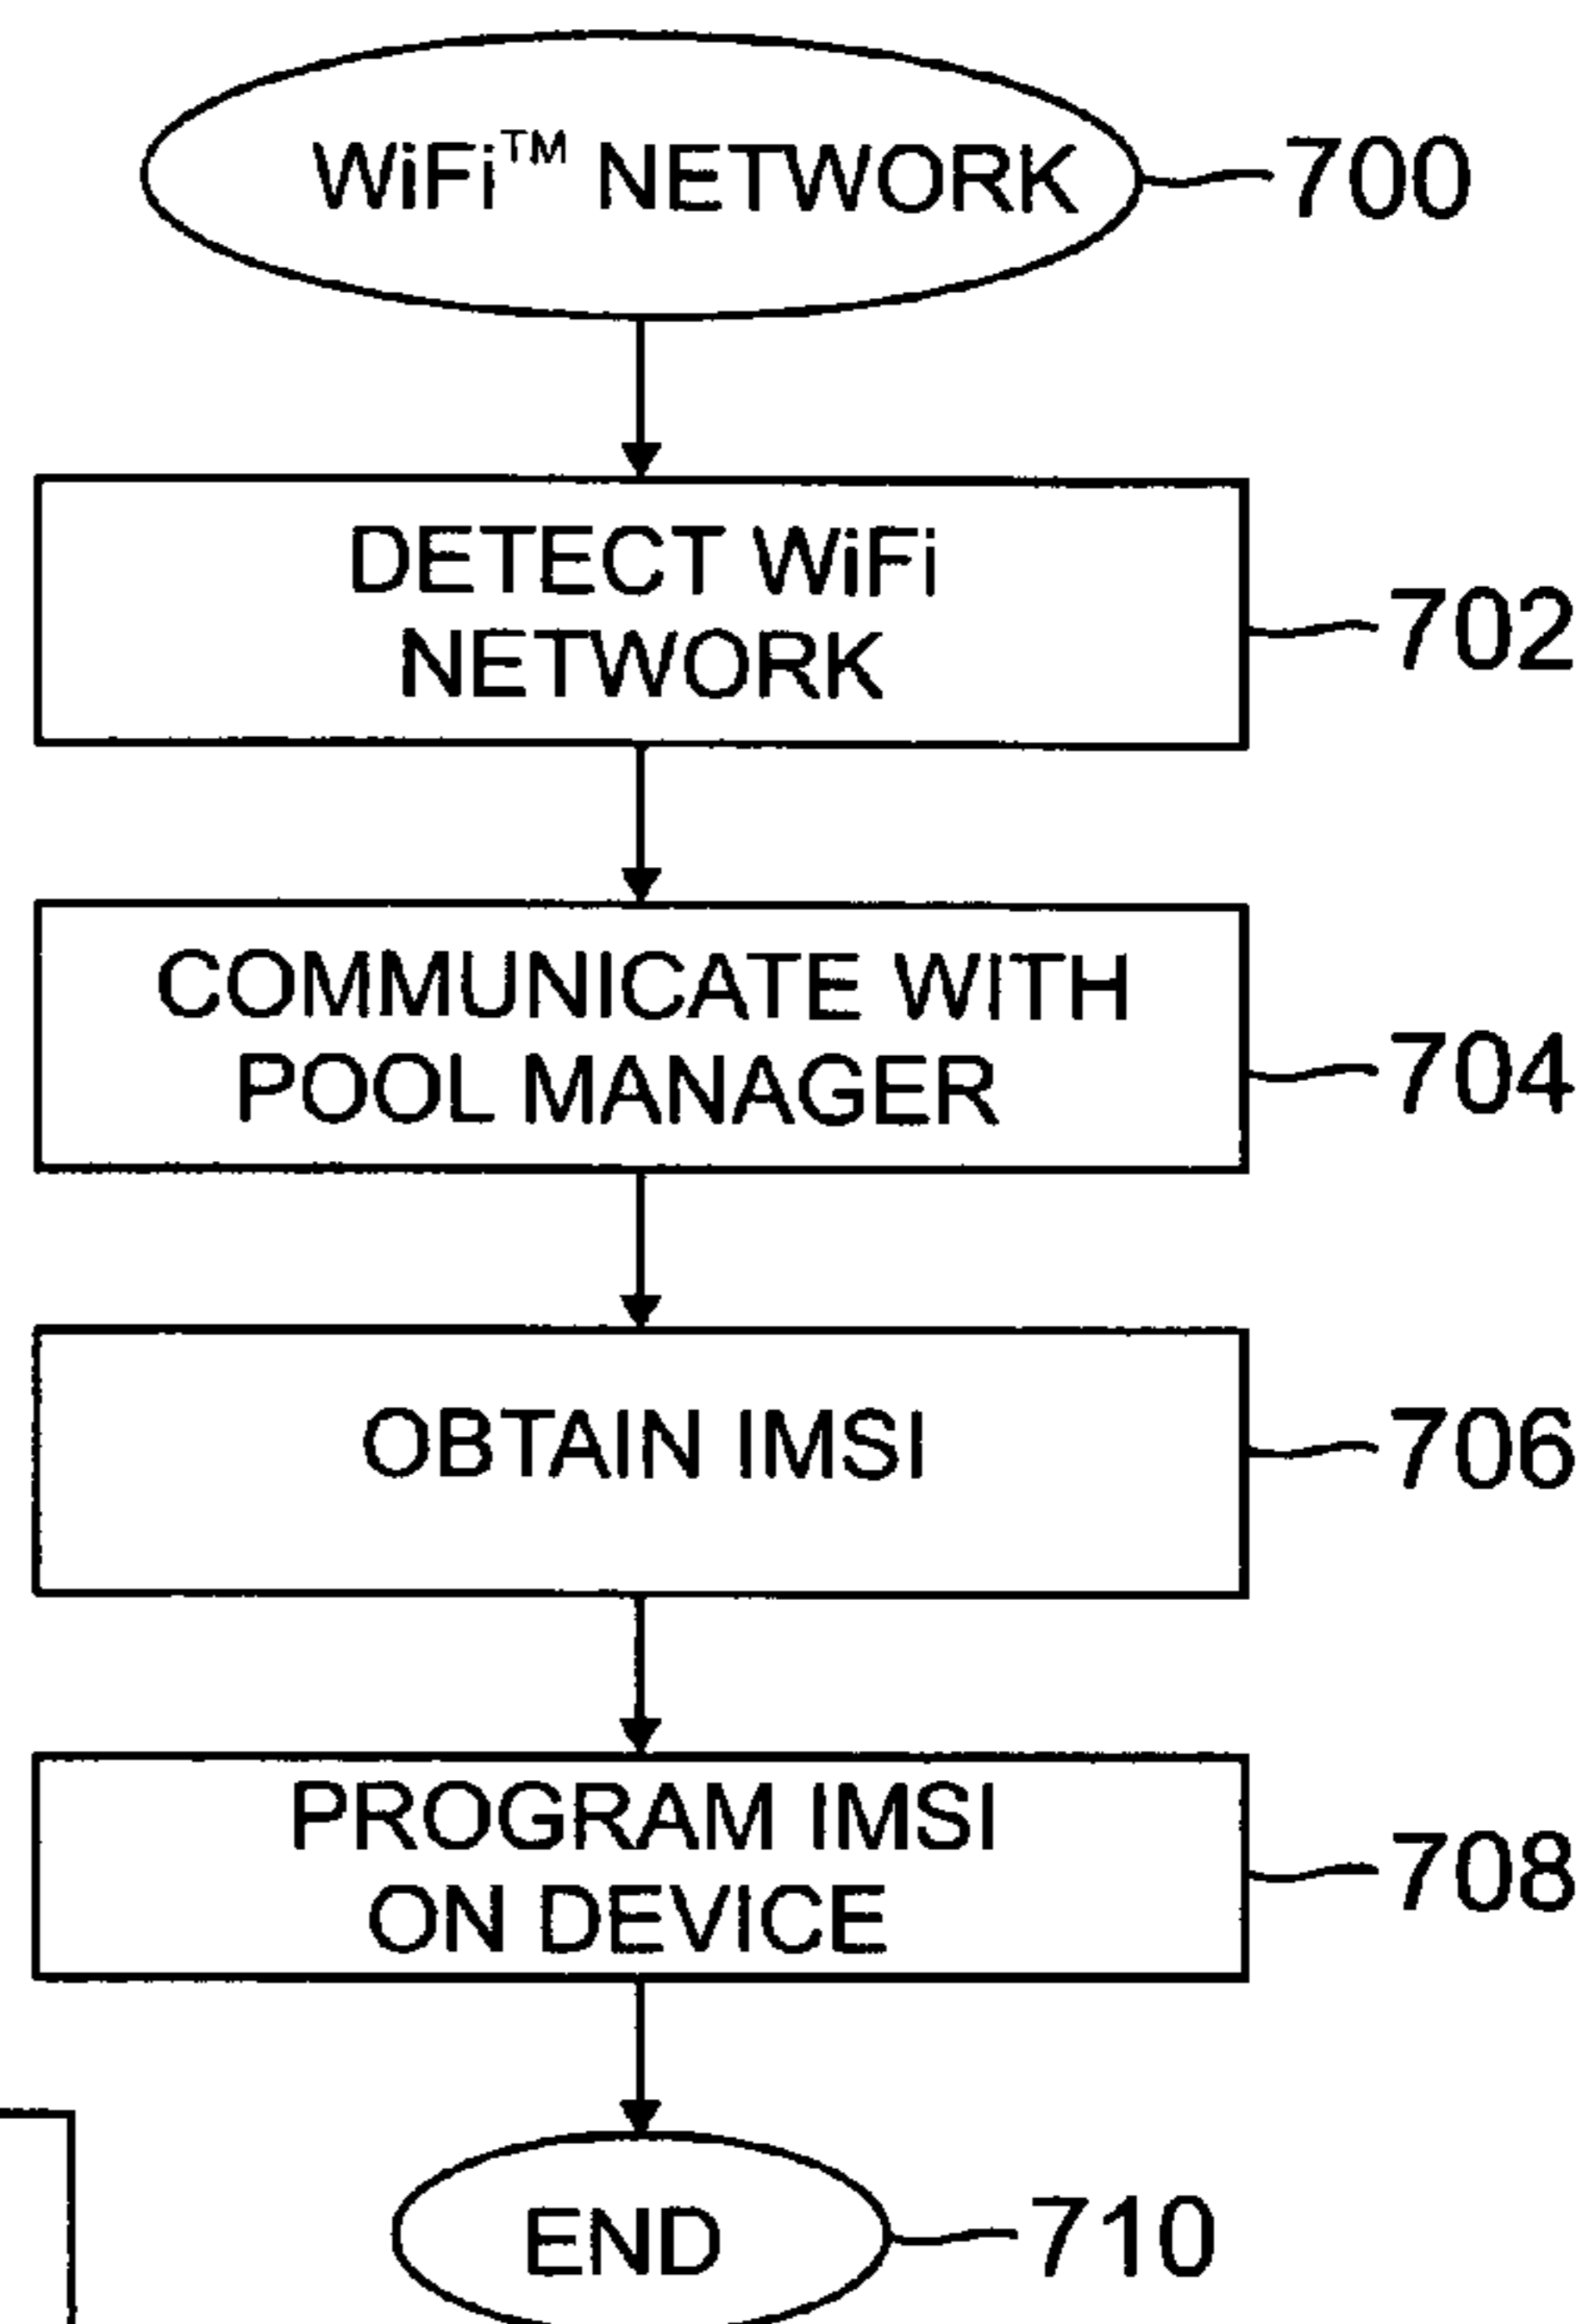 WiFi™ NETWORK
700
DETECT WiFi
NETWORK
702
COMMUNICATE WITH
POOL MANAGER
704
OBTAIN IMSI
706
PROGRAM IMSI
ON DEVICE
708
END
710